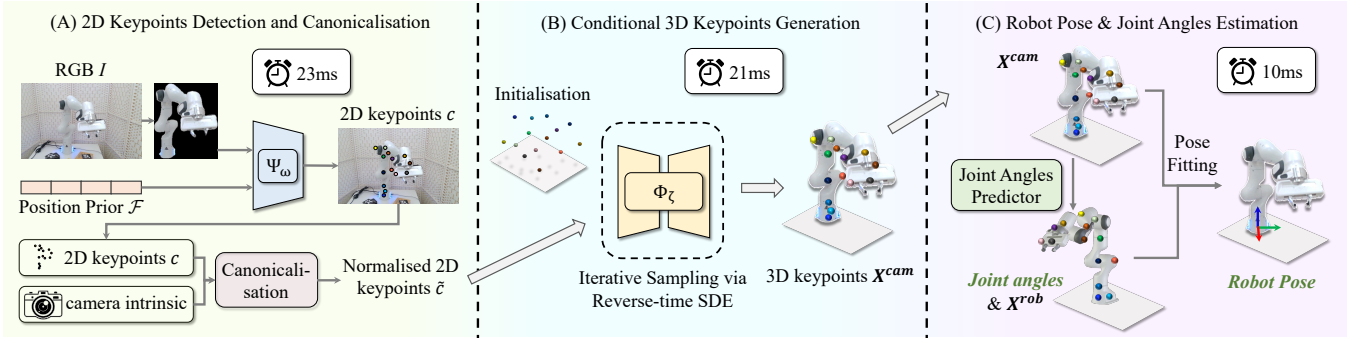 (A) 2D Keypoints Detection and Canonicalisation
23ms
RGB I
2D keypoints c
Ψω
Position Prior ℱ
2D keypoints c
camera intrinsic
Canonicali-
sation
Normalised 2D
keypoints c̃
(B) Conditional 3D Keypoints Generation
21ms
Initialisation
Φζ
Iterative Sampling via
Reverse-time SDE
3D keypoints X^cam
(C) Robot Pose & Joint Angles Estimation
X^cam
10ms
Pose
Fitting
Joint Angles
Predictor
Joint angles
& X^rob
Robot Pose